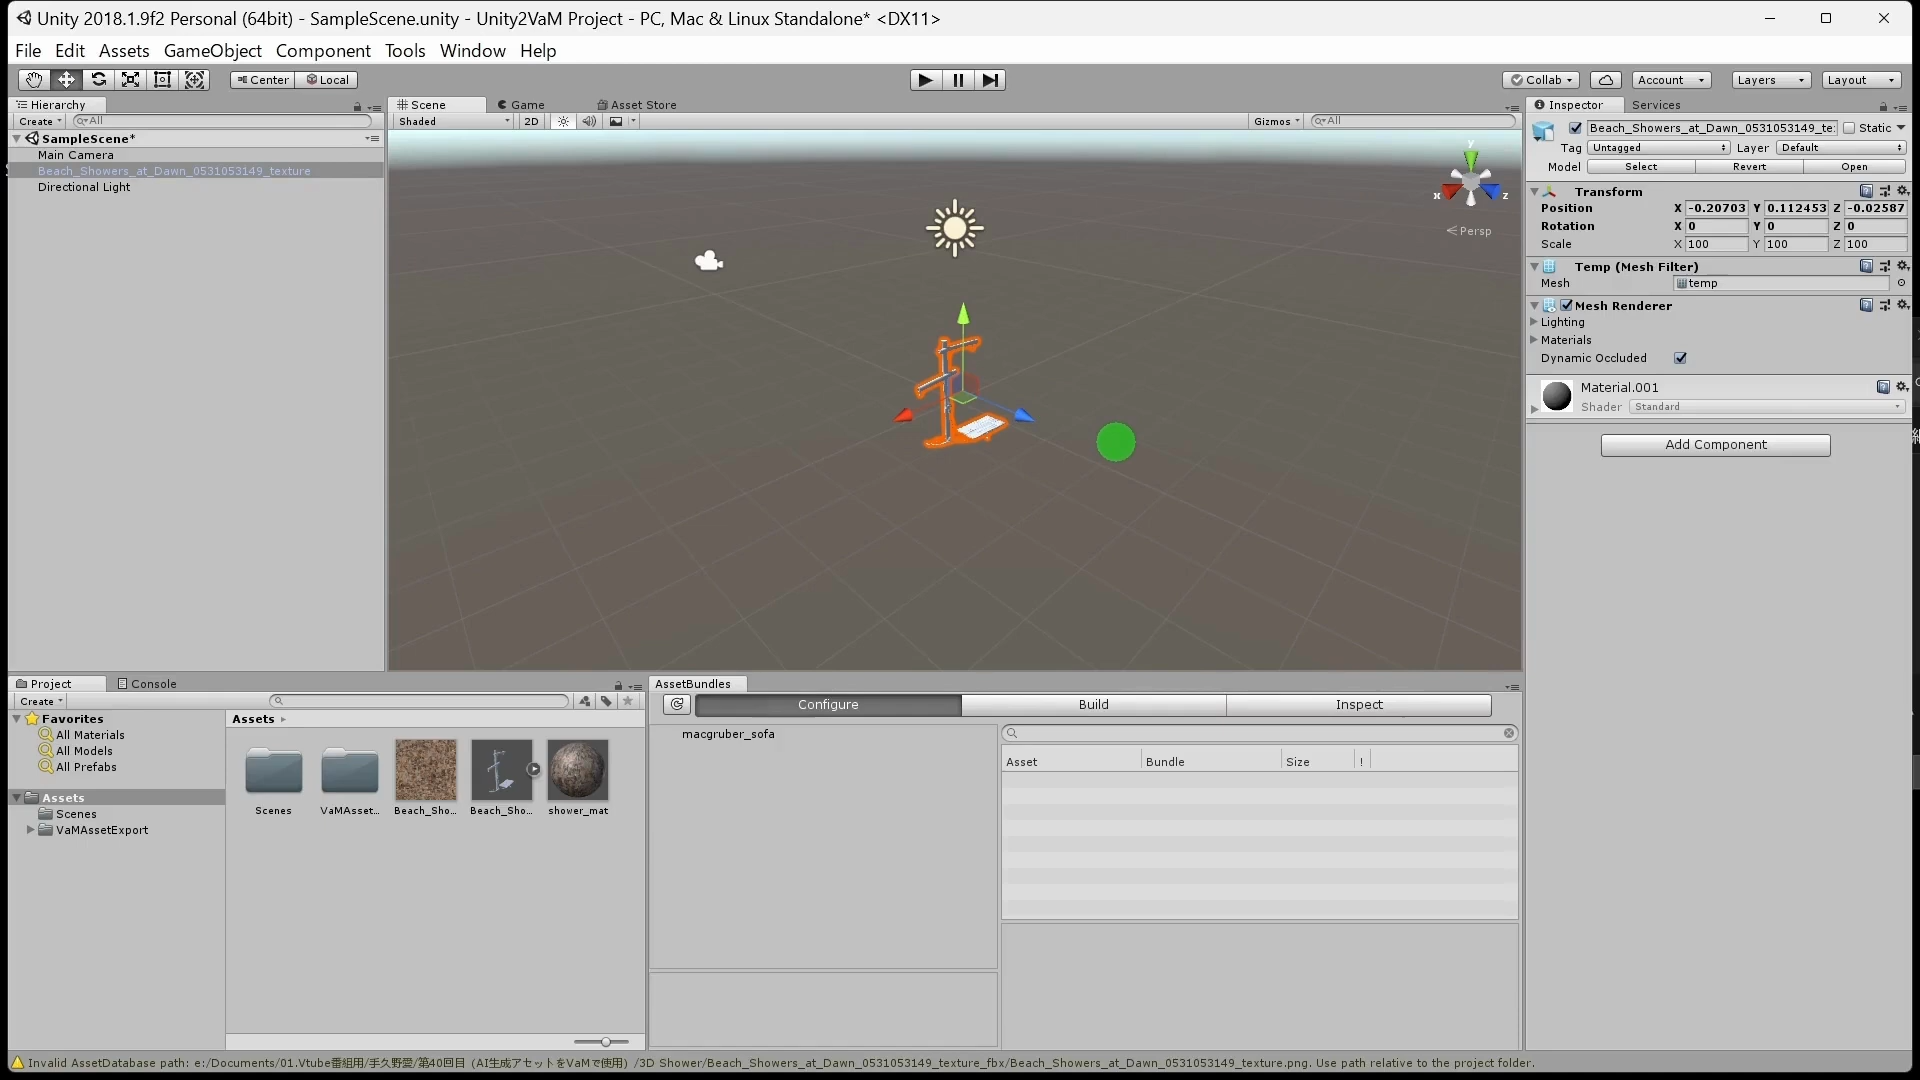 Unity 2018.1.9f2 Personal (64bit) - SampleScene.unity - Unity2VaM Project - PC, Mac & Linux Standalone* <DX11>
File Edit Assets GameObject Component Tools Window Help
Center Local Collab Account Layers Layout
Hierarchy
Create All
SampleScene*
Main Camera
Beach_Showers_at_Dawn_0531053149_texture
Directional Light
Scene Game Asset Store
Shaded 2D Gizmos All
y
x z
Persp
Inspector Services
Beach_Showers_at_Dawn_0531053149_te: Static
Tag Untagged Layer Default
Model Select Revert Open
Transform
Position X -0.20703 Y 0.112453 Z -0.02587
Rotation X 0 Y 0 Z 0
Scale X 100 Y 100 Z 100
Temp (Mesh Filter)
Mesh temp
Mesh Renderer
Lighting
Materials
Dynamic Occluded
Material.001
Shader Standard
Add Component
Project Console
Create
Favorites
All Materials
All Models
All Prefabs
Assets
Scenes
VaMAssetExport
Assets
Scenes VaMAsset... Beach_Sho... Beach_Sho... shower_mat
AssetBundles
Configure Build Inspect
macgruber_sofa
Asset Bundle Size !
Invalid AssetDatabase path: e:/Documents/01.Vtube番組用/手久野愛/第40回目 (AI生成アセットをVaMで使用) /3D Shower/Beach_Showers_at_Dawn_0531053149_texture_fbx/Beach_Showers_at_Dawn_0531053149_texture.png. Use path relative to the project folder.